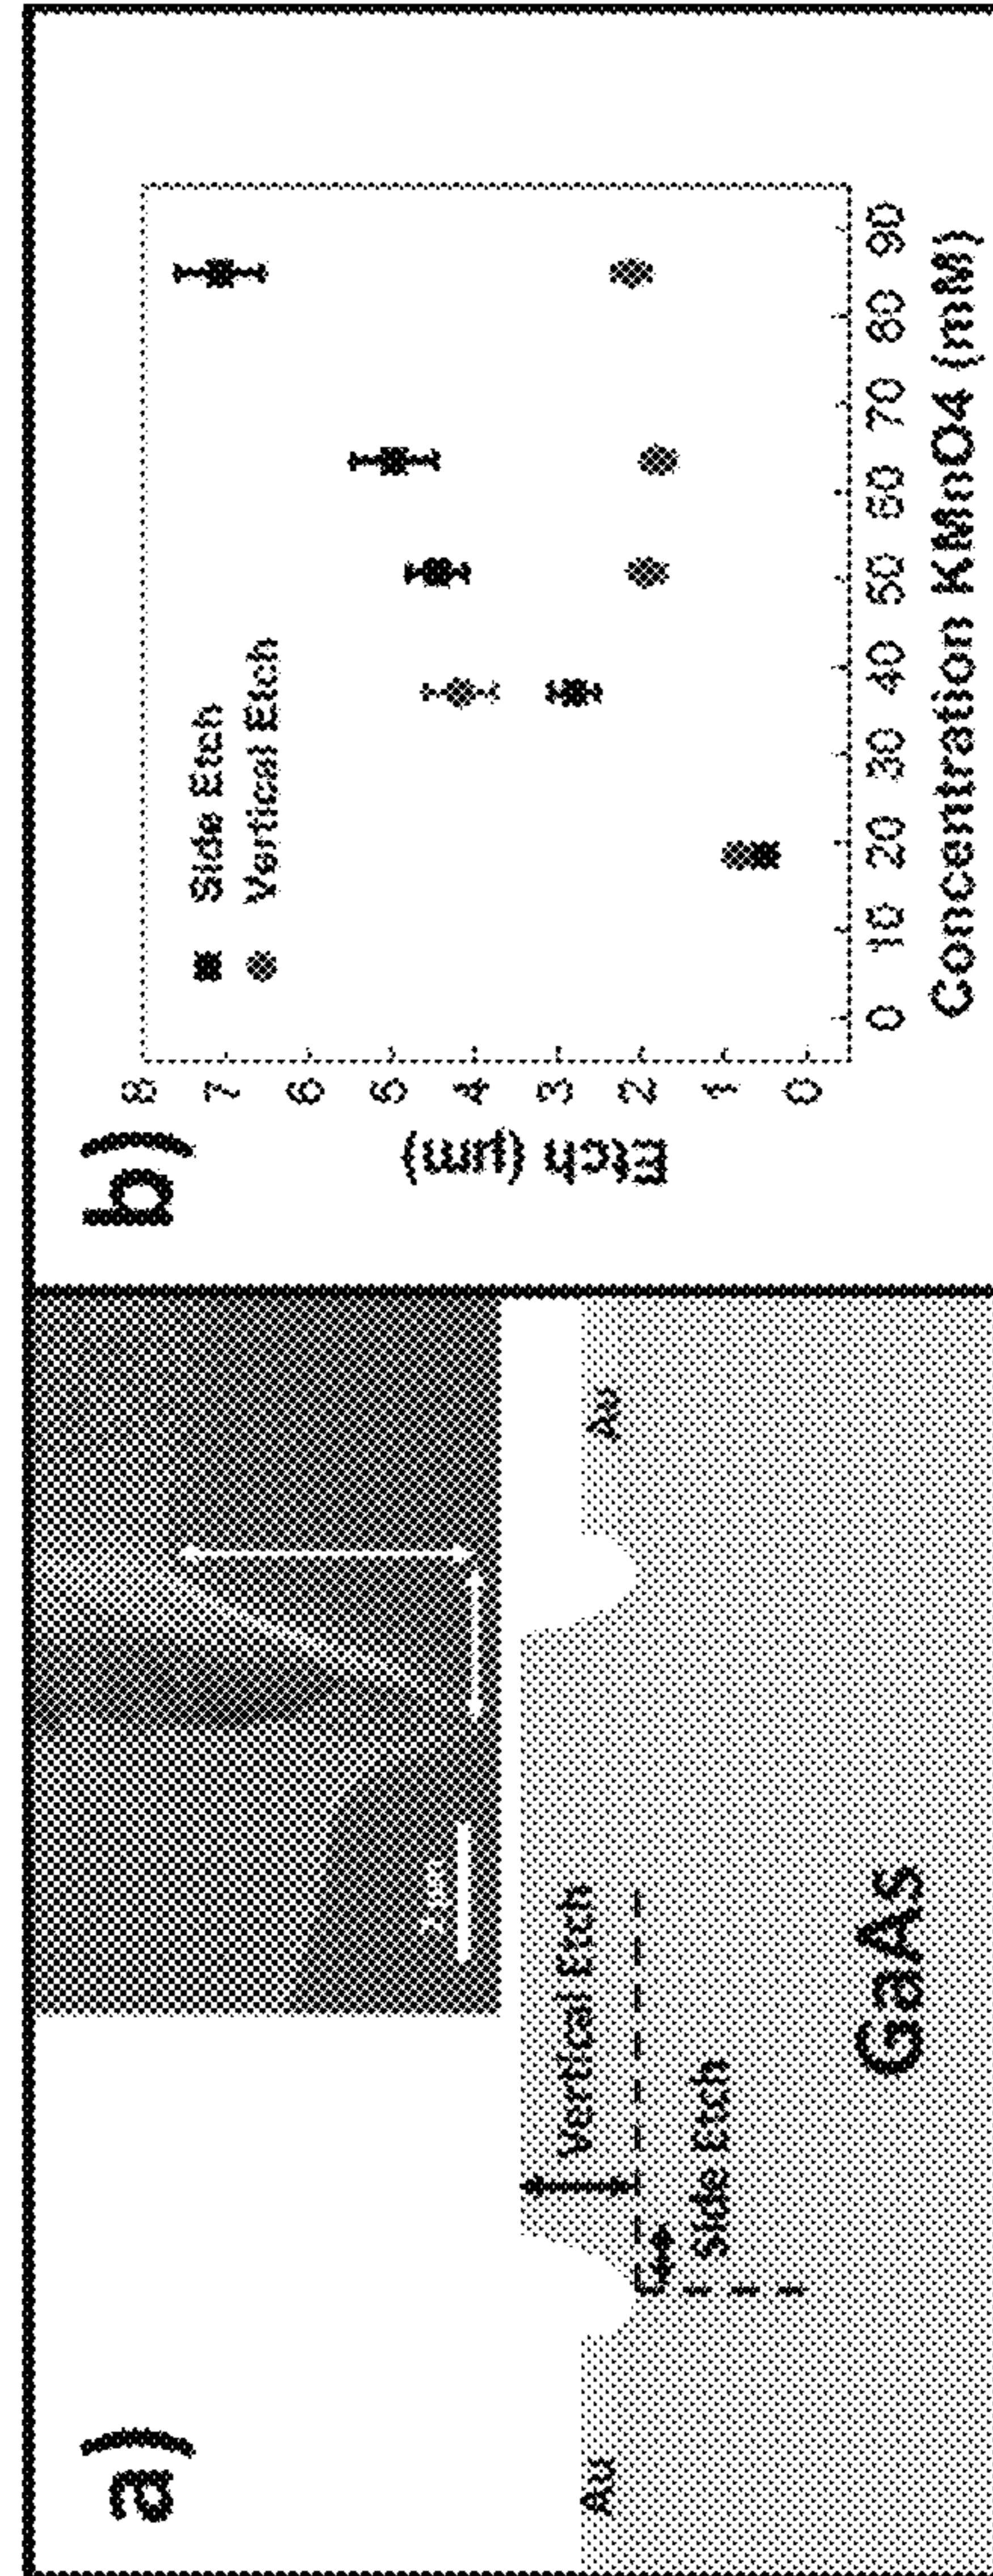 a)
Au
Vertical Etch
Side Etch
GaAs
Au
b)
Side Etch
Vertical Etch
Etch (μm)
8
7
6
5
4
3
2
1
0
0 10 20 30 40 50 60 70 80 90
Concentration KMnO4 (mM)